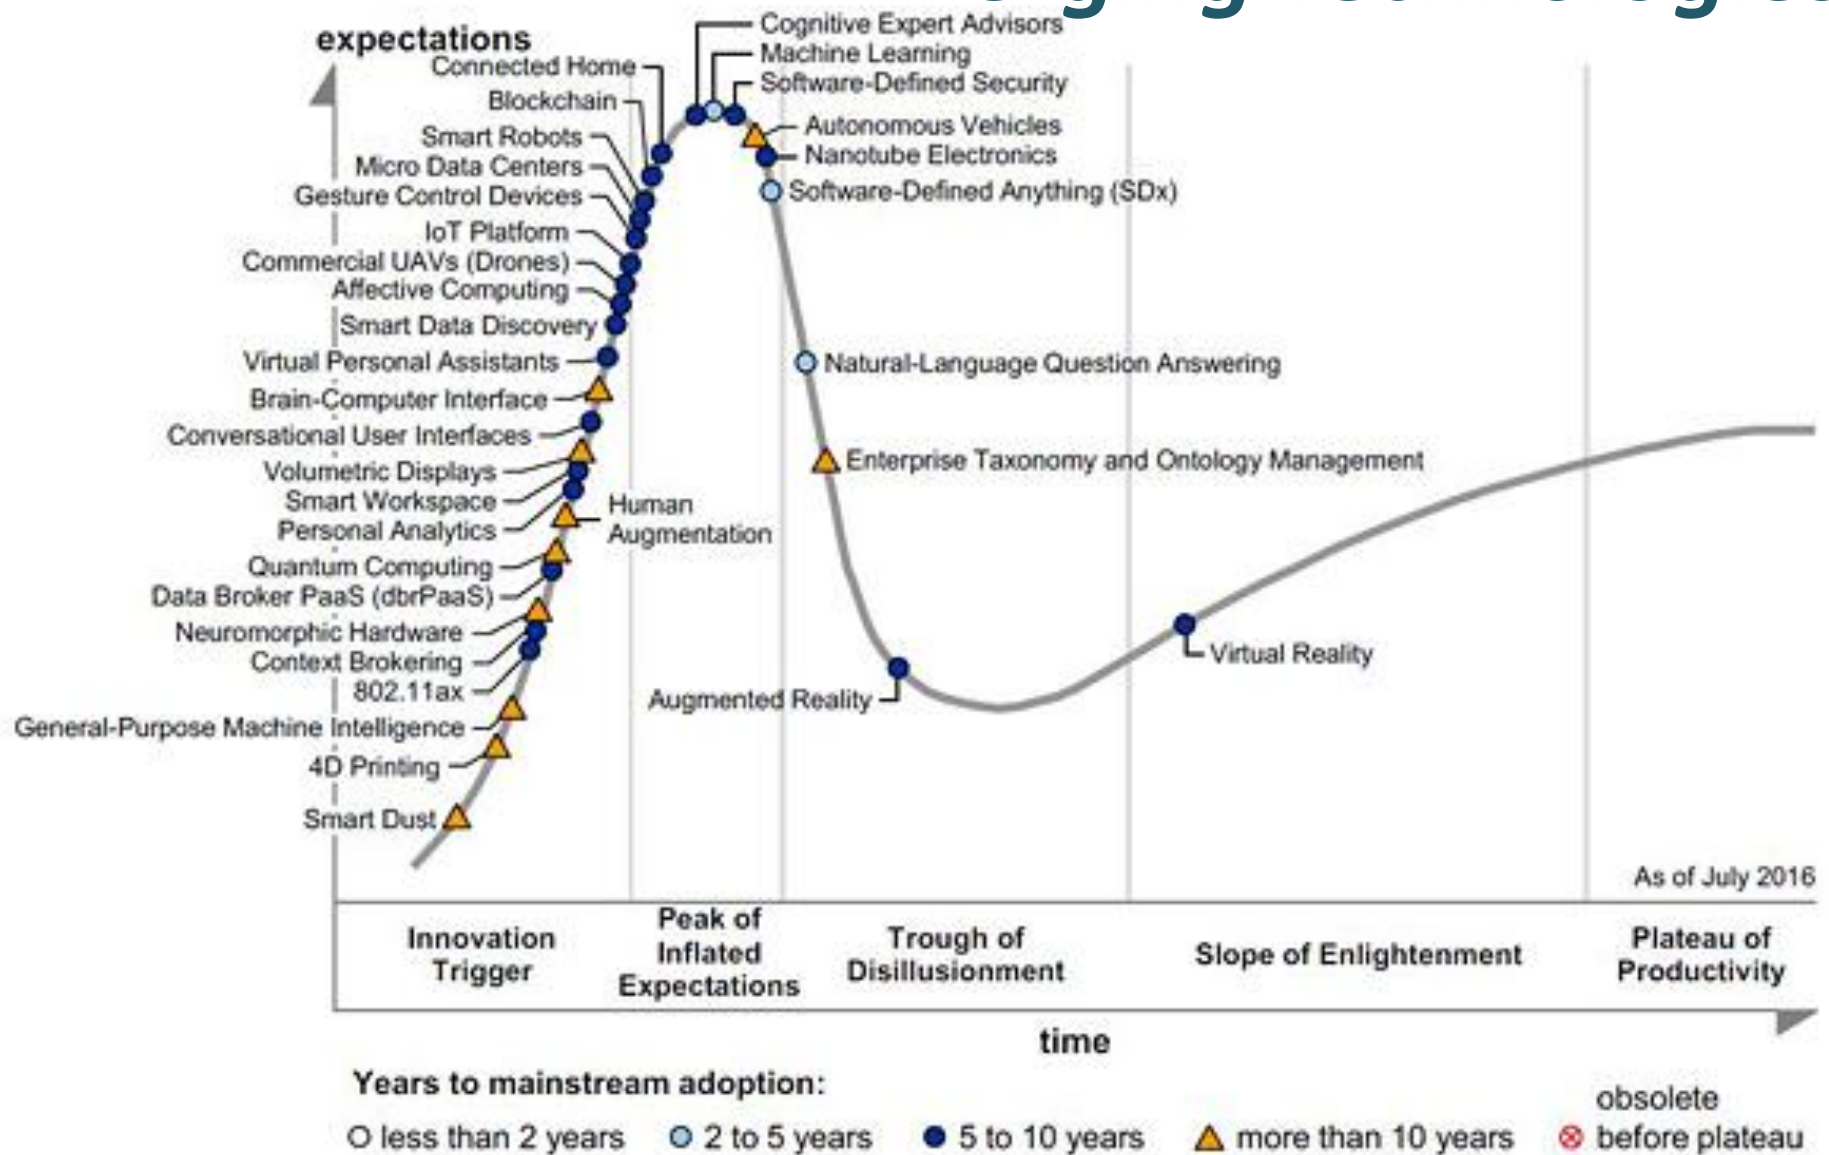 expectations
Cognitive Expert Advisors
Machine Learning
Software-Defined Security
Connected Home
Blockchain
Smart Robots
Micro Data Centers
Gesture Control Devices
IoT Platform
Commercial UAVs (Drones)
Affective Computing
Smart Data Discovery
Virtual Personal Assistants
Brain-Computer Interface
Conversational User Interfaces
Volumetric Displays
Smart Workspace
Personal Analytics
Quantum Computing
Data Broker PaaS (dbrPaaS)
Neuromorphic Hardware
Context Brokering
802.11ax
General-Purpose Machine Intelligence
4D Printing
Smart Dust
Human
Augmentation
Autonomous Vehicles
Nanotube Electronics
Software-Defined Anything (SDx)
Natural-Language Question Answering
Enterprise Taxonomy and Ontology Management
Augmented Reality
Virtual Reality
As of July 2016
Innovation
Trigger
Peak of
Inflated
Expectations
Trough of
Disillusionment
Slope of Enlightenment
Plateau of
Productivity
time
Years to mainstream adoption:
less than 2 years
2 to 5 years
5 to 10 years
more than 10 years
obsolete
before plateau